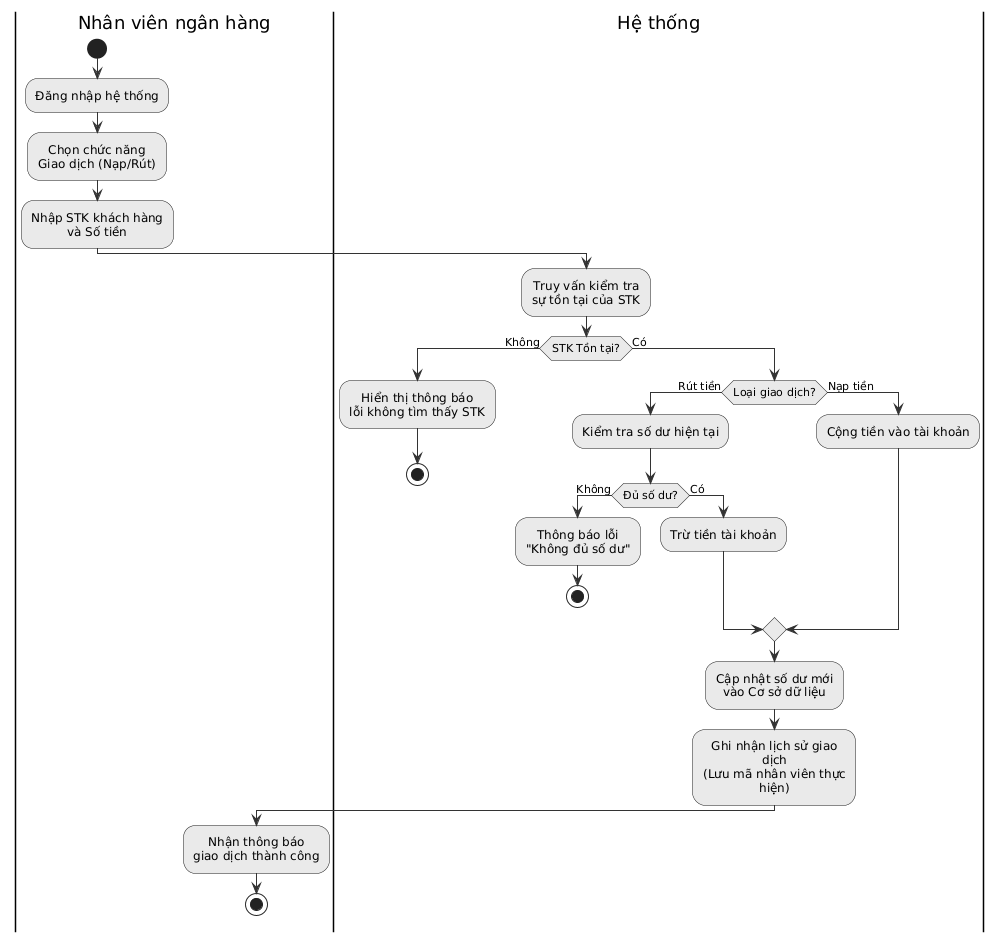 Nhân viên ngân hàng
Hệ thống
Đăng nhập hệ thống
Chọn chức năng
Giao dịch (Nạp/Rút)
Nhập STK khách hàng
và Số tiền
Truy vấn kiểm tra
sự tồn tại của STK
STK Tồn tại?
Không
Có
Hiển thị thông báo
lỗi không tìm thấy STK
Loại giao dịch?
Rút tiền
Nạp tiền
Kiểm tra số dư hiện tại
Cộng tiền vào tài khoản
Đủ số dư?
Không
Có
Thông báo lỗi
"Không đủ số dư"
Trừ tiền tài khoản
Cập nhật số dư mới
vào Cơ sở dữ liệu
Ghi nhận lịch sử giao
dịch
(Lưu mã nhân viên thực
hiện)
Nhận thông báo
giao dịch thành công